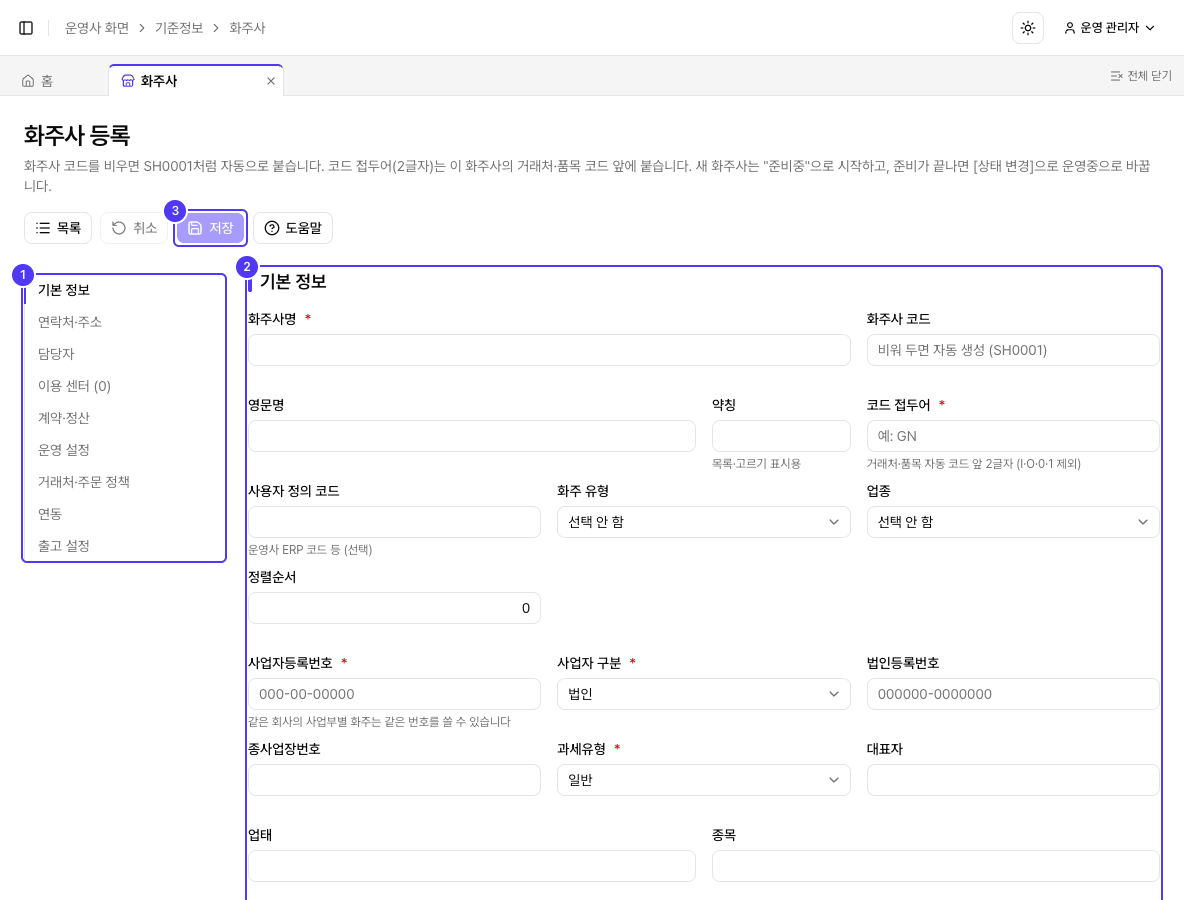 운영사 화면 > 기준정보 > 화주사
운영 관리자
홈
화주사
전체 닫기
화주사 등록
화주사 코드를 비우면 SH0001처럼 자동으로 붙습니다. 코드 접두어(2글자)는 이 화주사의 거래처·품목 코드 앞에 붙습니다. 새 화주사는 "준비중"으로 시작하고, 준비가 끝나면 [상태 변경]으로 운영중으로 바꿉
니다.
목록
취소
3
저장
도움말
1
기본 정보
연락처·주소
담당자
이용 센터 (0)
계약·정산
운영 설정
거래처·주문 정책
연동
출고 설정
2
기본 정보
화주사명 *
화주사 코드
비워 두면 자동 생성 (SH0001)
영문명
약칭
목록·고르기 표시용
코드 접두어 *
예: GN
거래처·품목 자동 코드 앞 2글자 (I·O·0·1 제외)
사용자 정의 코드
운영사 ERP 코드 등 (선택)
화주 유형
선택 안 함
업종
선택 안 함
정렬순서
0
사업자등록번호 *
000-00-00000
같은 회사의 사업부별 화주는 같은 번호를 쓸 수 있습니다
사업자 구분 *
법인
법인등록번호
000000-0000000
종사업장번호
과세유형 *
일반
대표자
업태
종목